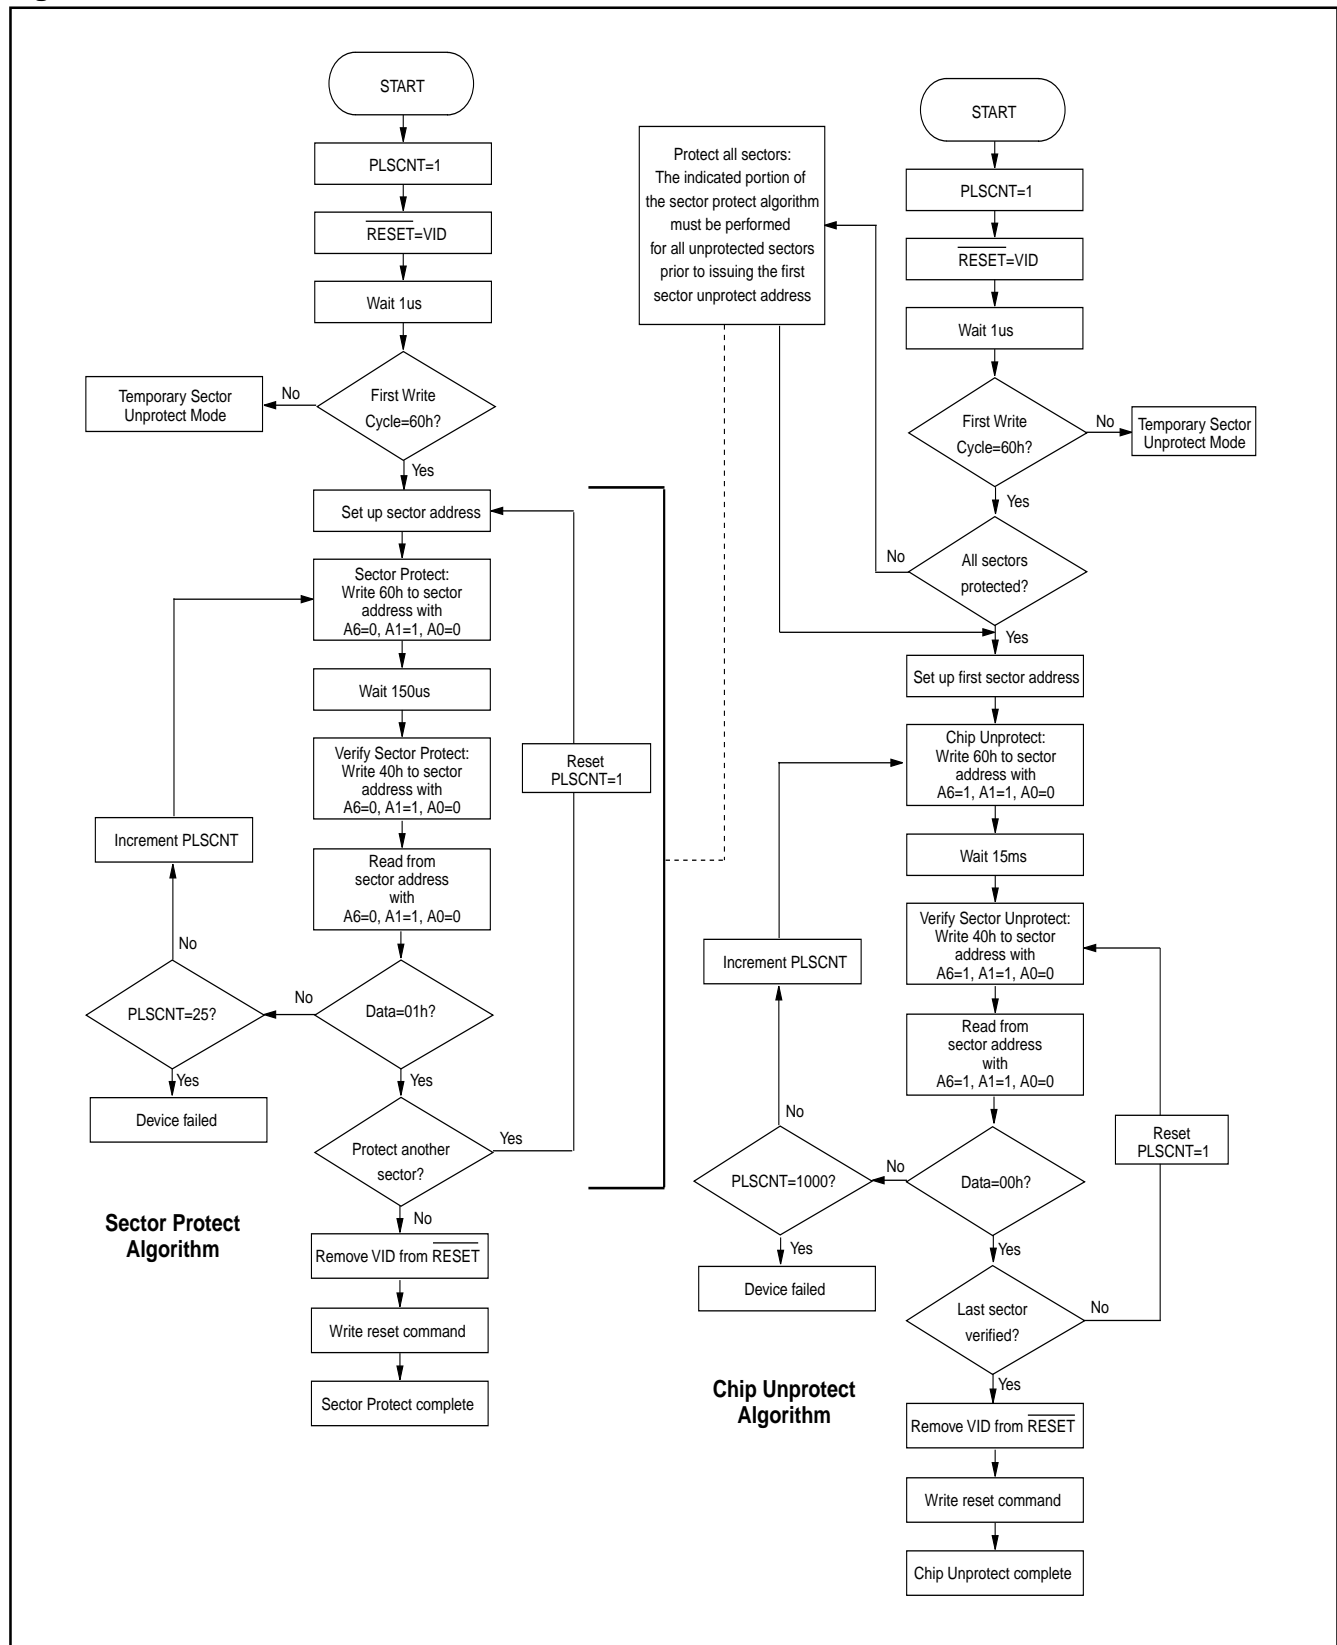 START
PLSCNT=1
RESET=VID
Wait 1us
First Write
Cycle=60h?
No
Temporary Sector
Unprotect Mode
Yes
Set up sector address
Sector Protect:
Write 60h to sector
address with
A6=0, A1=1, A0=0
Wait 150us
Verify Sector Protect:
Write 40h to sector
address with
A6=0, A1=1, A0=0
Reset
PLSCNT=1
Increment PLSCNT
Read from
sector address
with
A6=0, A1=1, A0=0
No
PLSCNT=25?
No
Data=01h?
Yes
Device failed
Yes
Protect another
sector?
Yes
No
Sector Protect
Algorithm
Remove VID from RESET
Write reset command
Sector Protect complete
Protect all sectors:
The indicated portion of
the sector protect algorithm
must be performed
for all unprotected sectors
prior to issuing the first
sector unprotect address
START
PLSCNT=1
RESET=VID
Wait 1us
First Write
Cycle=60h?
No
Temporary Sector
Unprotect Mode
Yes
No
All sectors
protected?
Yes
Set up first sector address
Chip Unprotect:
Write 60h to sector
address with
A6=1, A1=1, A0=0
Wait 15ms
Verify Sector Unprotect:
Write 40h to sector
address with
A6=1, A1=1, A0=0
Increment PLSCNT
Read from
sector address
with
A6=1, A1=1, A0=0
No
Reset
PLSCNT=1
PLSCNT=1000?
No
Data=00h?
Yes
Device failed
Yes
Last sector
verified?
No
Yes
Chip Unprotect
Algorithm
Remove VID from RESET
Write reset command
Chip Unprotect complete